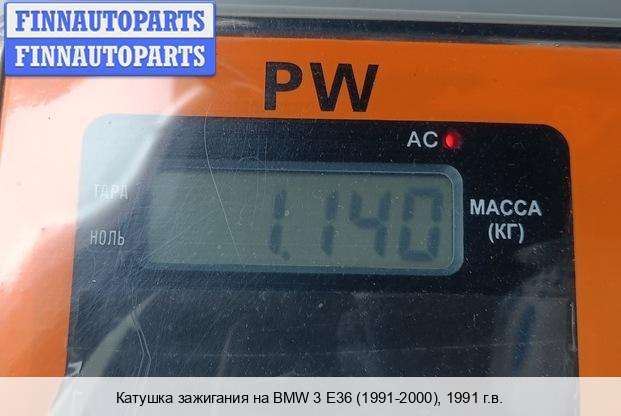 FINNAUTOPARTS
FINNAUTOPARTS
PW
AC
ТАРА
1.140
МАССА
(КГ)
НОЛЬ
Катушка зажигания на BMW 3 E36 (1991-2000), 1991 г.в.